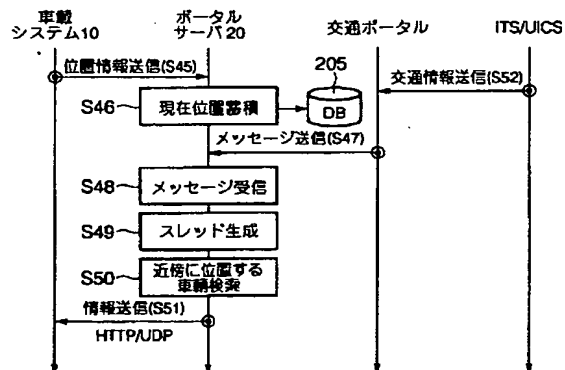 車載
システム10
ポータル
サーバ20
交通ポータル
ITS/UICS
位置情報送信(S45)
205
交通情報送信(S52)
S46
現在位置蓄積
DB
メッセージ送信(S47)
S48
メッセージ受信
S49
スレッド生成
S50
近傍に位置する
車輌検索
情報送信(S51)
HTTP/UDP